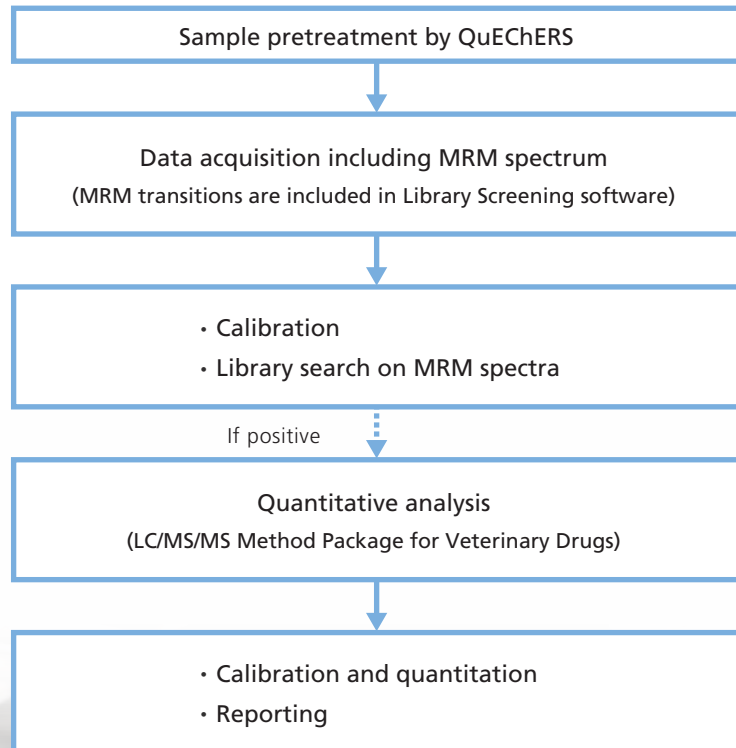 Sample pretreatment by QuEChERS
Data acquisition including MRM spectrum
(MRM transitions are included in Library Screening software)
・Calibration
・Library search on MRM spectra
If positive
Quantitative analysis
(LC/MS/MS Method Package for Veterinary Drugs)
・Calibration and quantitation
・Reporting